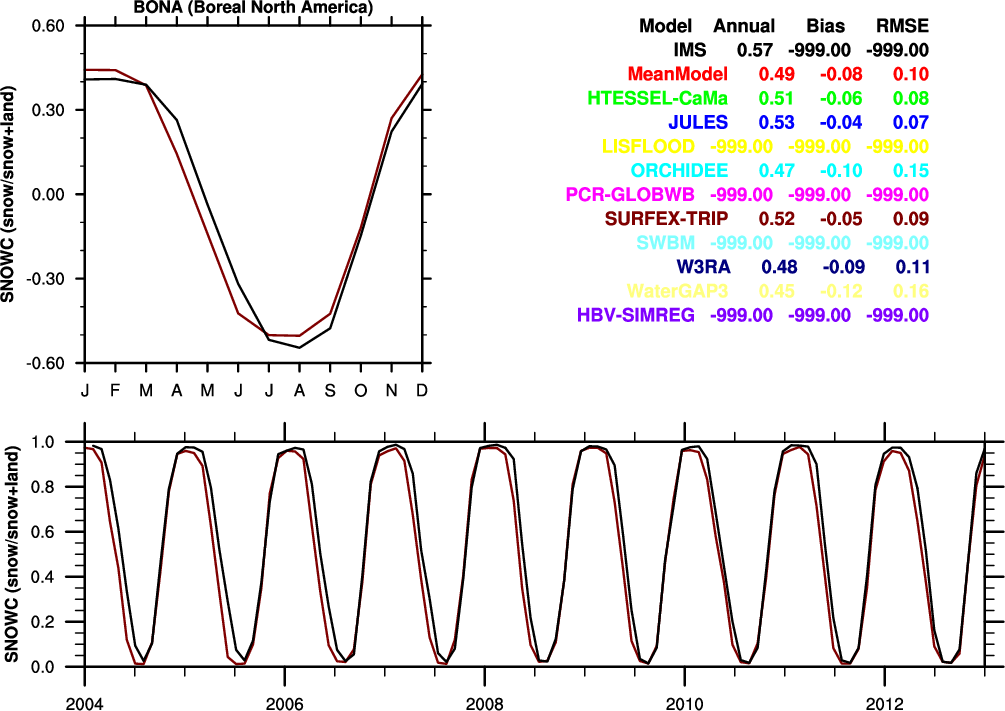 BONA (Boreal North America)
0.60
0.30
0.00
-0.30
-0.60
SNOWC (snow/snow+land)
J F M A M J J A S O N D
Model Annual Bias RMSE
IMS 0.57 -999.00 -999.00
MeanModel 0.49 -0.08 0.10
HTESSEL-CaMa 0.51 -0.06 0.08
JULES 0.53 -0.04 0.07
LISFLOOD -999.00 -999.00 -999.00
ORCHIDEE 0.47 -0.10 0.15
PCR-GLOBWB -999.00 -999.00 -999.00
SURFEX-TRIP 0.52 -0.05 0.09
SWBM -999.00 -999.00 -999.00
W3RA 0.48 -0.09 0.11
WaterGAP3 0.45 -0.12 0.16
HBV-SIMREG -999.00 -999.00 -999.00
1.0
0.8
0.6
0.4
0.2
0.0
SNOWC (snow/snow+land)
2004 2006 2008 2010 2012